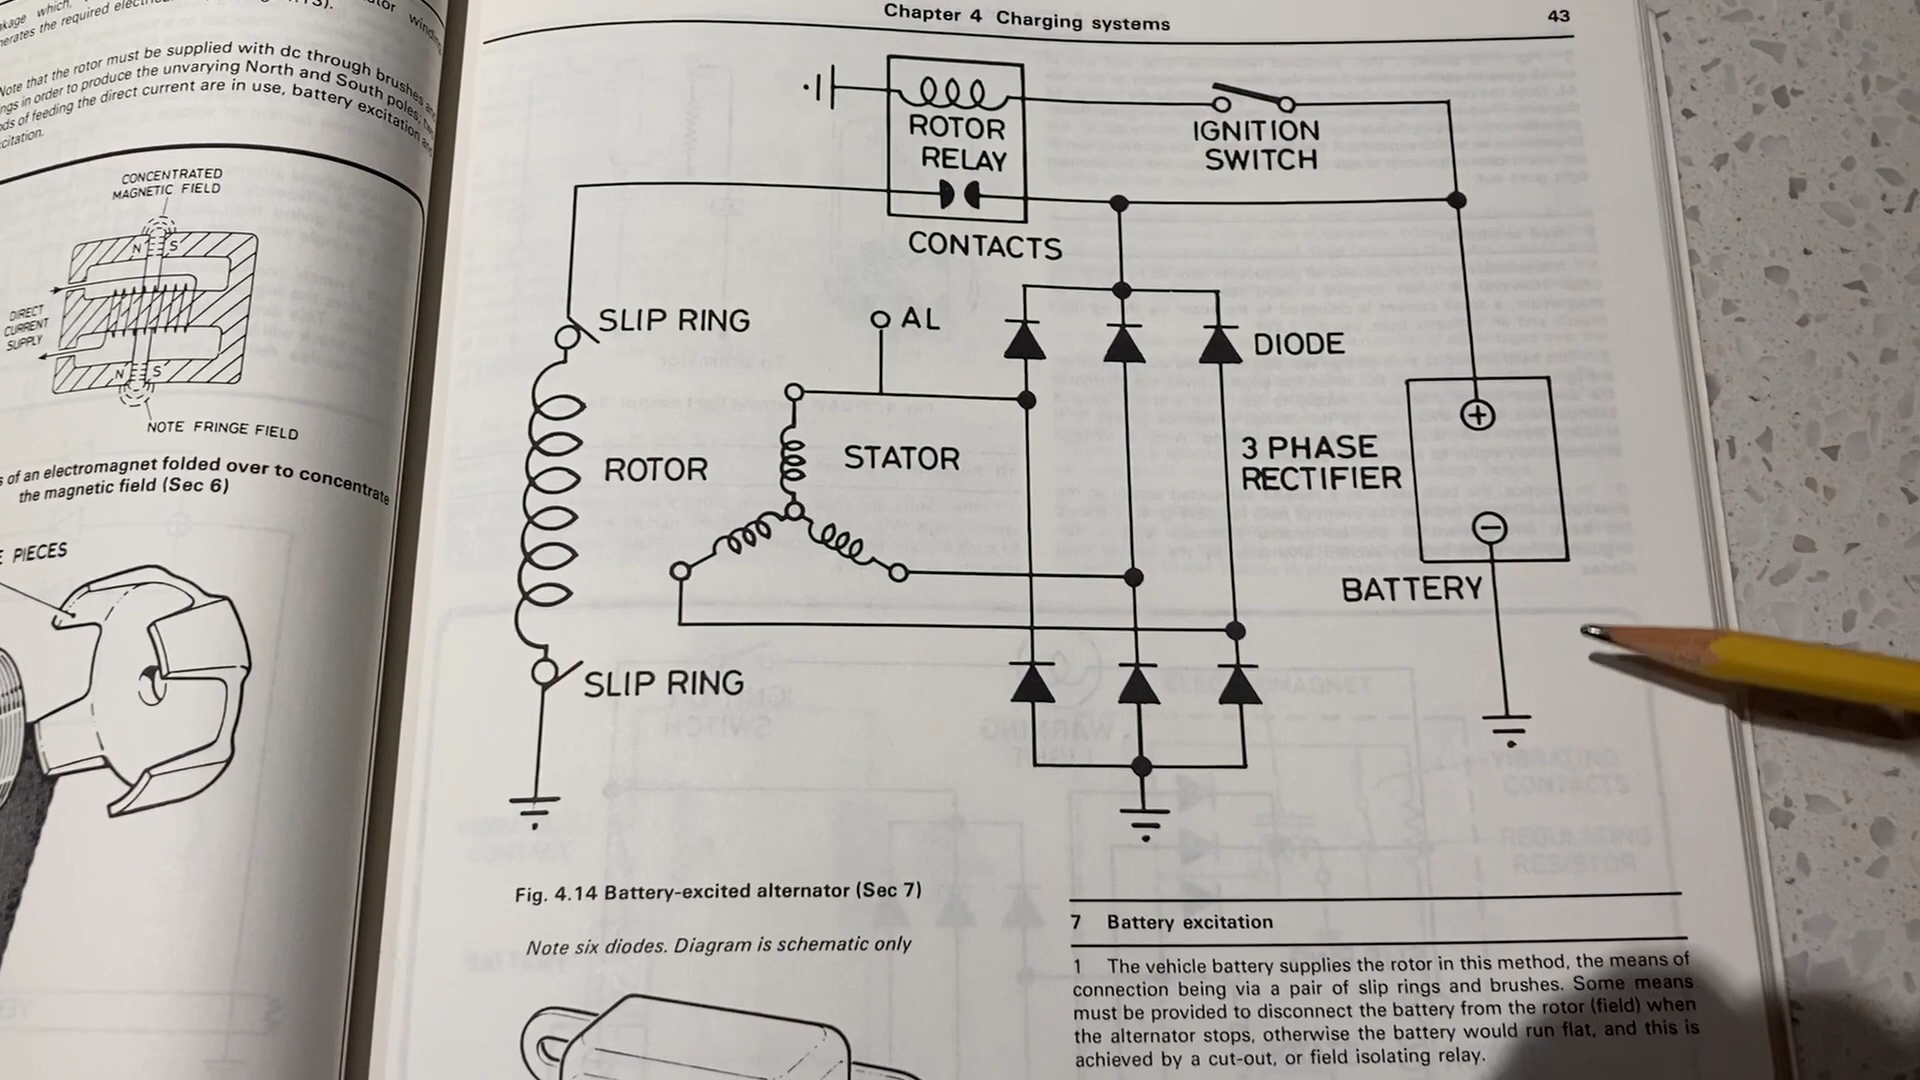 kage which,
Note that the rotor must be supplied with dc through brushes
ngs in order to produce the unvarying North and South poles,
ods of feeding the direct current are in use, battery excitation and
citation.
CONCENTRATED
MAGNETIC FIELD
N S
DIRECT
CURRENT
SUPPLY
N S
NOTE FRINGE FIELD
of an electromagnet folded over to concentrate
the magnetic field (Sec 6)
PIECES
Chapter 4 Charging systems
43
ROTOR
RELAY
IGNITION
SWITCH
CONTACTS
SLIP RING
AL
DIODE
ROTOR
STATOR
3 PHASE
RECTIFIER
+
−
BATTERY
SLIP RING
Fig. 4.14 Battery-excited alternator (Sec 7)
Note six diodes. Diagram is schematic only
7 Battery excitation
1 The vehicle battery supplies the rotor in this method, the means of
connection being via a pair of slip rings and brushes. Some means
must be provided to disconnect the battery from the rotor (field) when
the alternator stops, otherwise the battery would run flat, and this is
achieved by a cut-out, or field isolating relay.